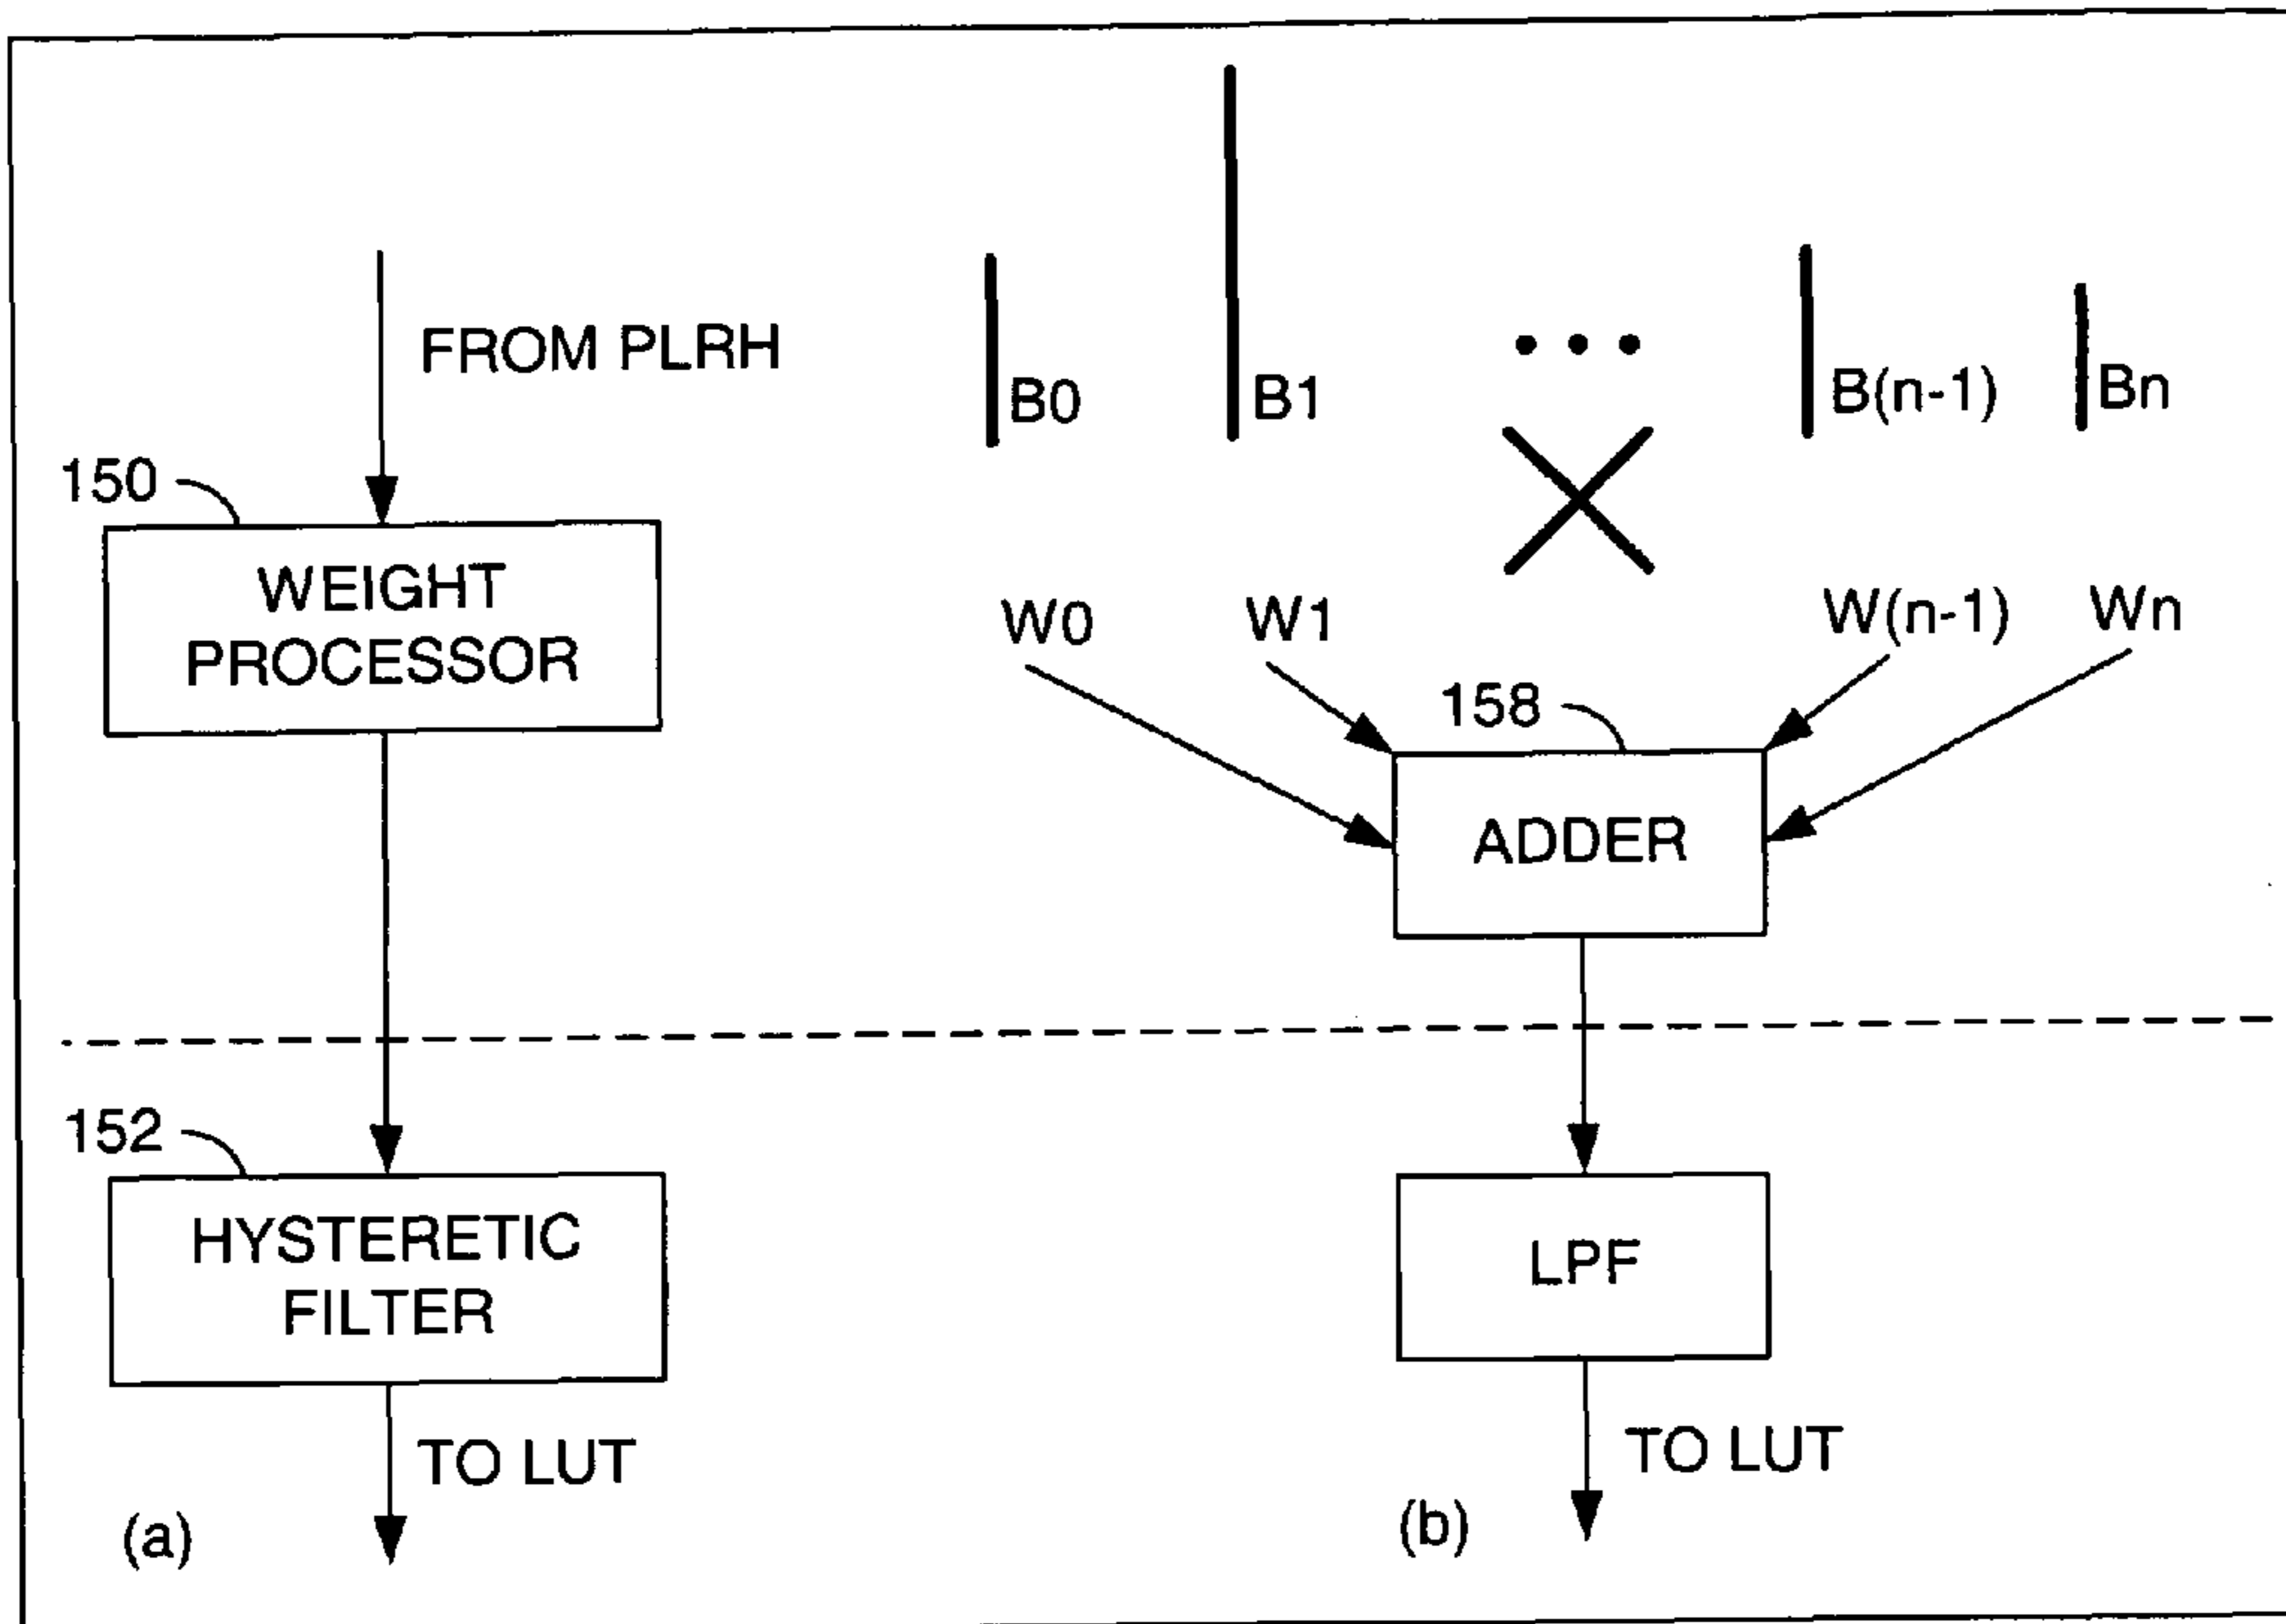 FROM PLRH
B0 B1 ... B(n-1) Bn
150
WEIGHT
PROCESSOR
W0 W1 W(n-1) Wn
158
ADDER
152
HYSTERETIC
FILTER
LPF
TO LUT
TO LUT
(a)
(b)